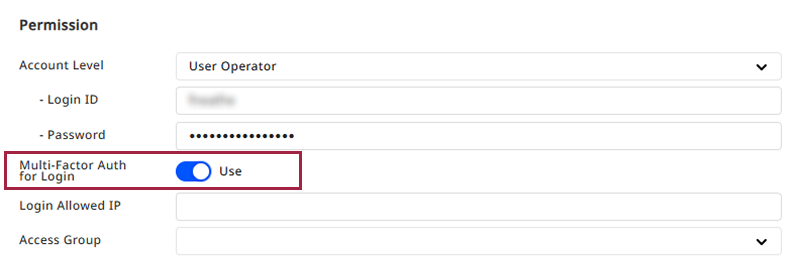 Permission
Account Level
User Operator
- Login ID
- Password
••••••••••••••••
Multi-Factor Auth
for Login
Use
Login Allowed IP
Access Group